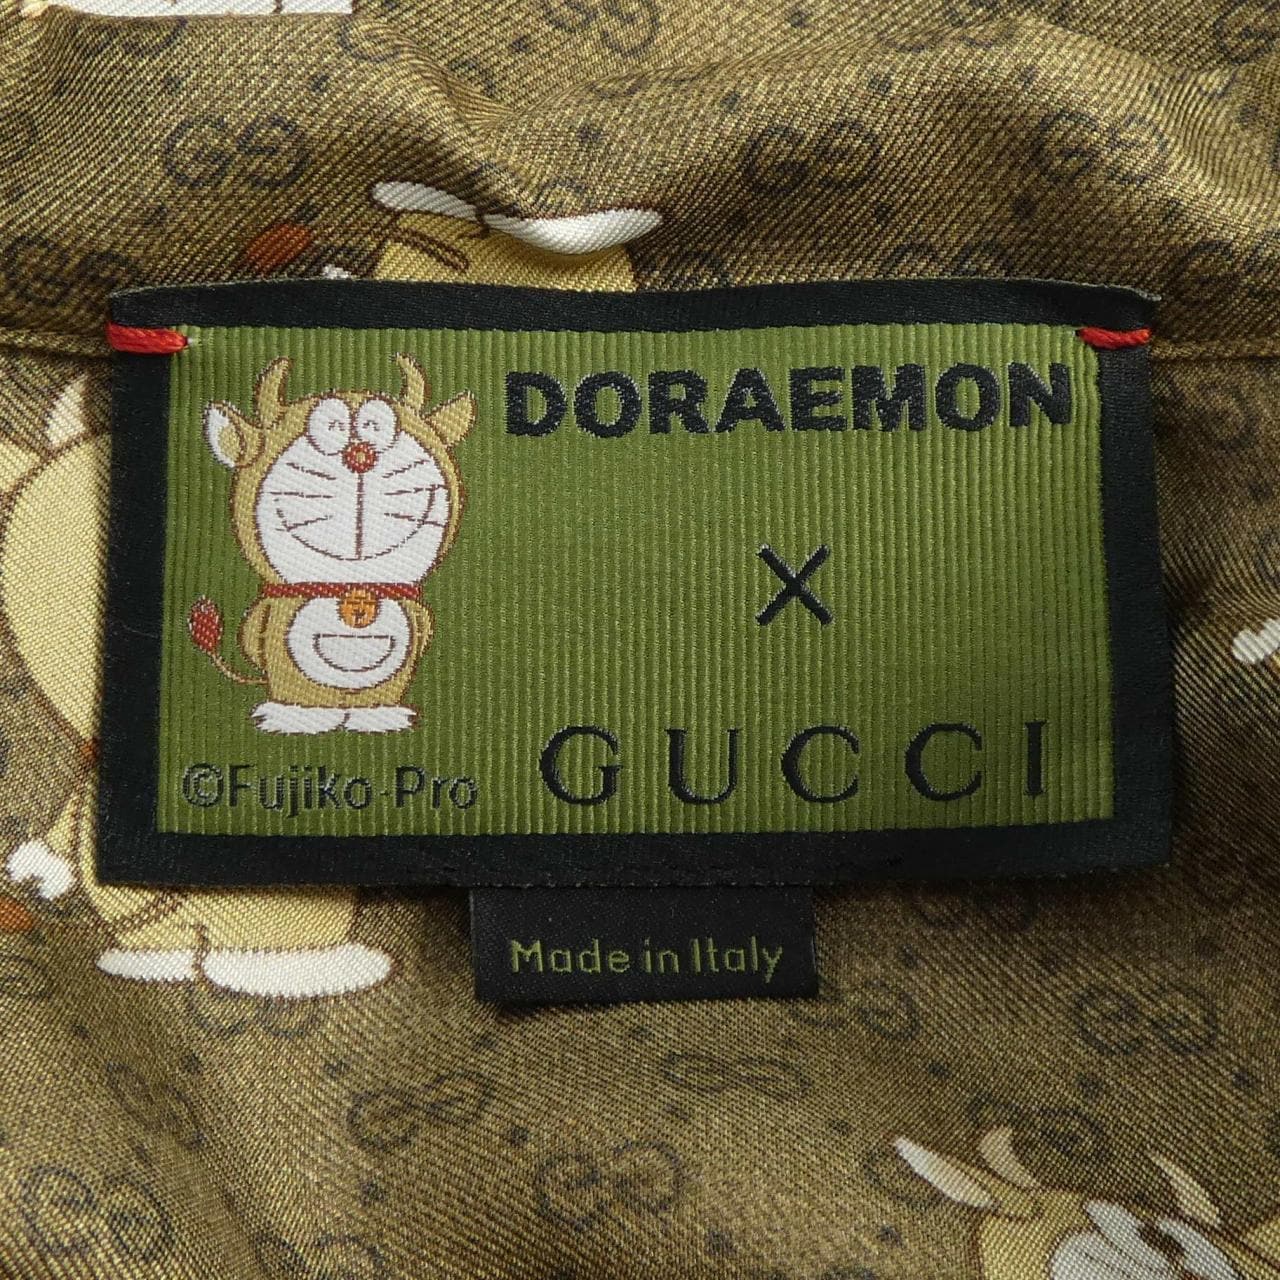 DORAEMON
X
GUCCI
©Fujiko-Pro
Made in Italy